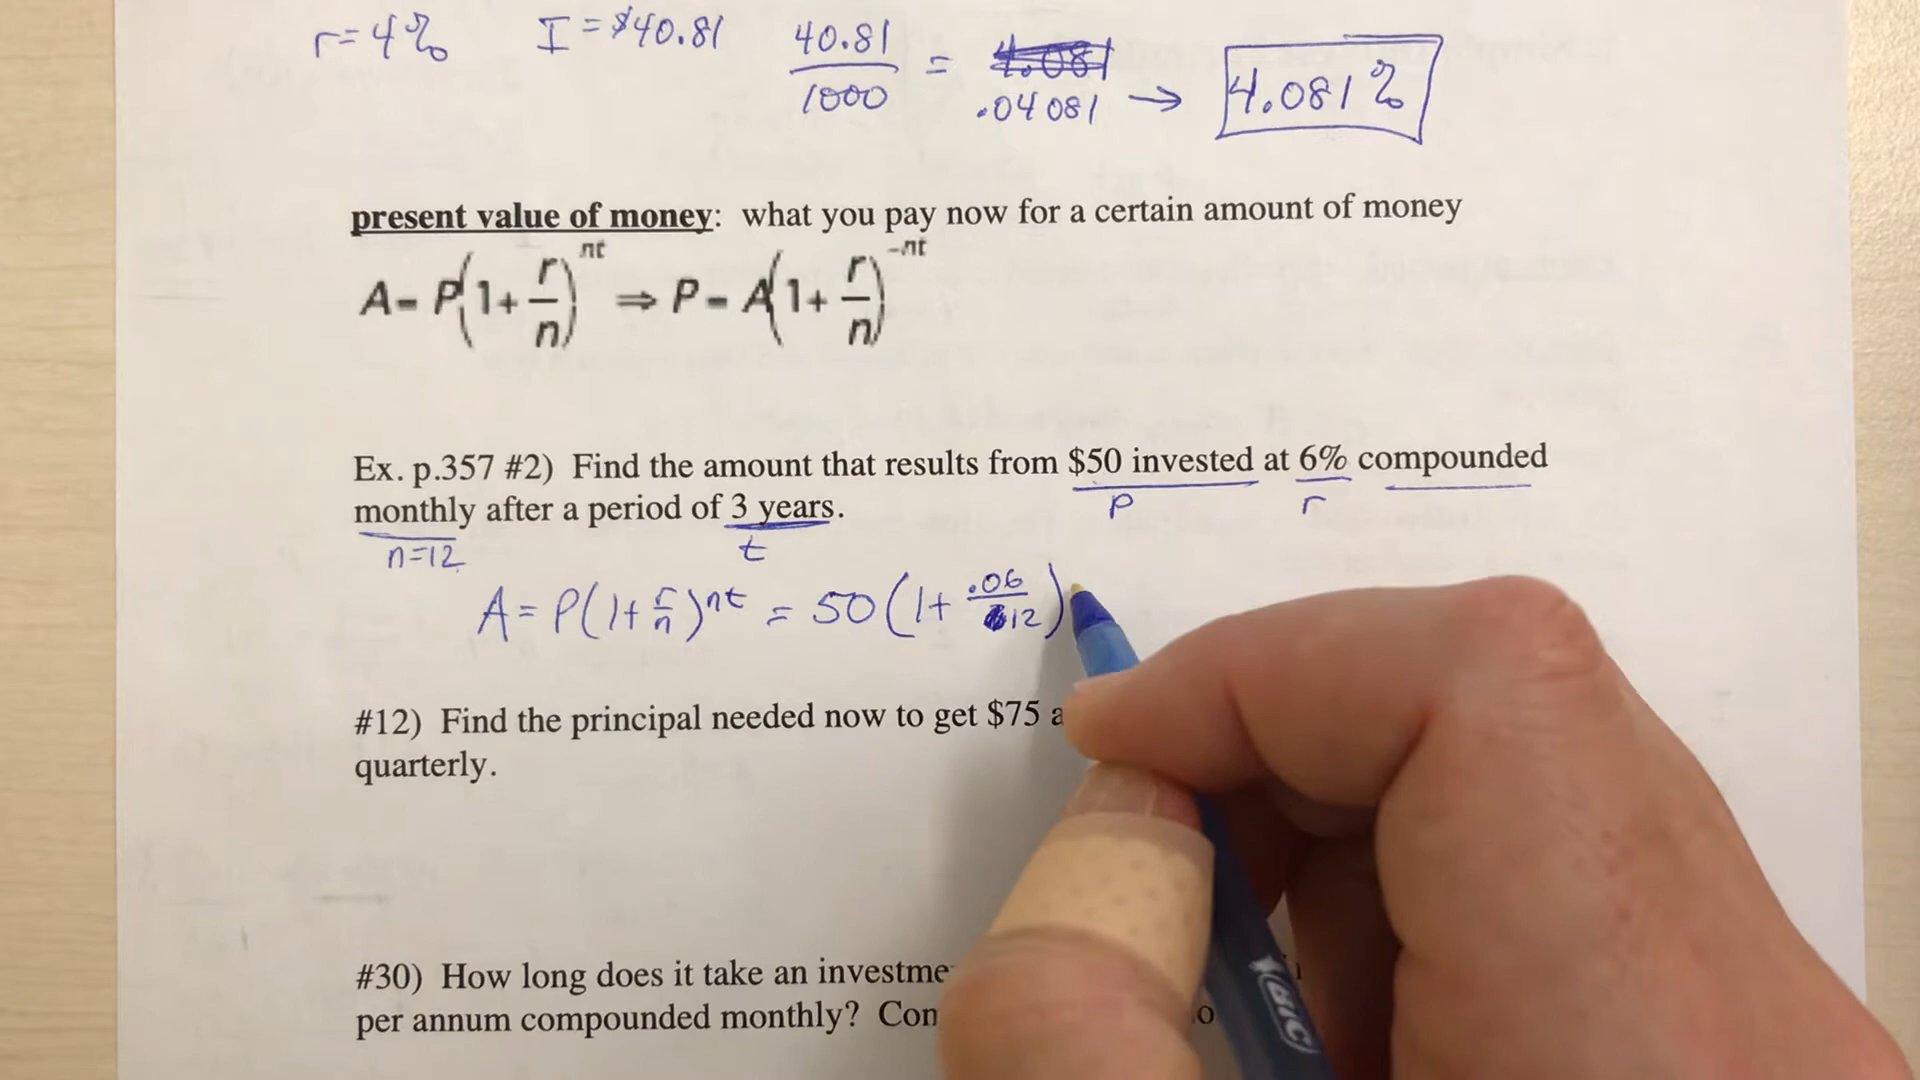 r=4% I=$40.81 40.81/1000 = .04081 → 4.081%
present value of money: what you pay now for a certain amount of money
A=P(1+r/n)^nt ⇒ P=A(1+r/n)^-nt
Ex. p.357 #2) Find the amount that results from $50 invested at 6% compounded
P r
monthly after a period of 3 years.
n=12 t
A=P(1+r/n)^nt = 50(1+.06/12)
#12) Find the principal needed now to get $75
quarterly.
#30) How long does it take an
per annum compounded monthly?
BIC